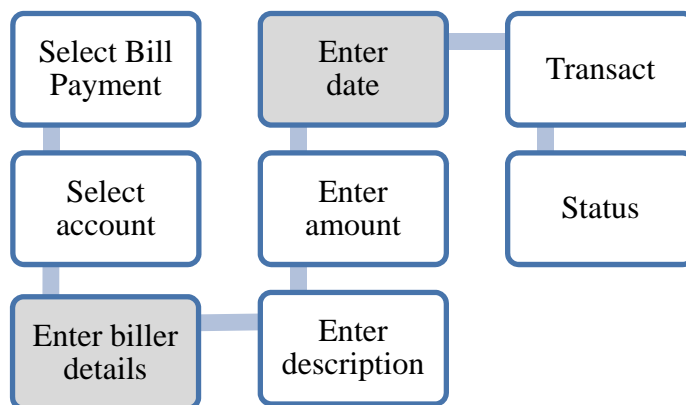 Select Bill
Payment
Select
account
Enter biller
details
Enter
description
Enter
amount
Enter
date
Transact
Status